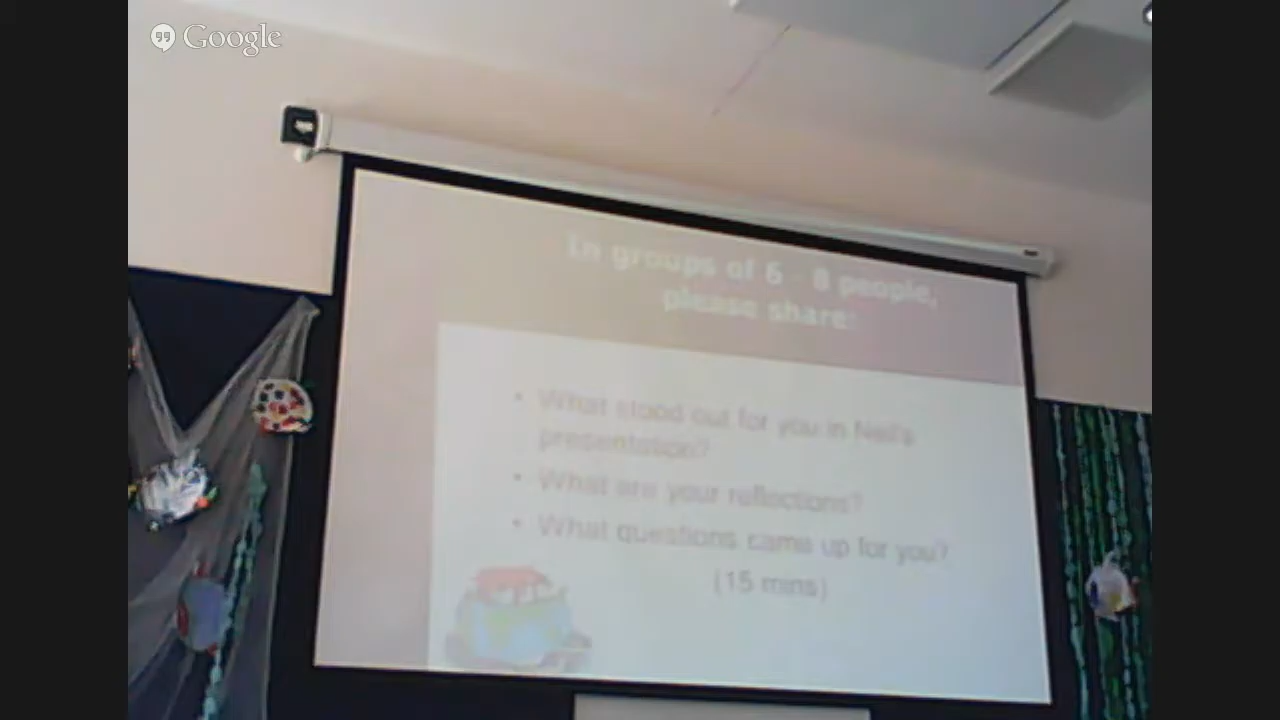 Google
In groups of 6 - 8 people,
please share:
• What stood out for you in Neil's
presentation?
• What are your reflections?
• What questions came up for you?
(15 mins)